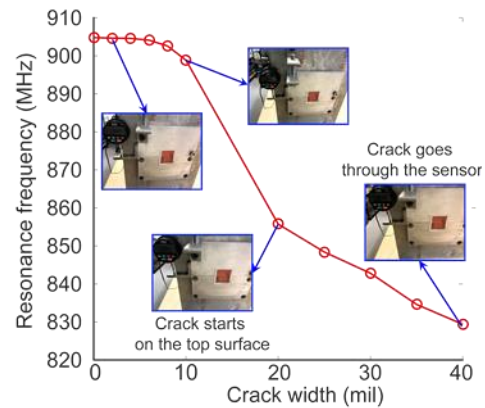 910
900
890
880
870
860
850
840
830
820
Resonance frequency (MHz)
Crack goes
through the sensor
Crack starts
on the top surface
0
10
20
30
40
Crack width (mil)